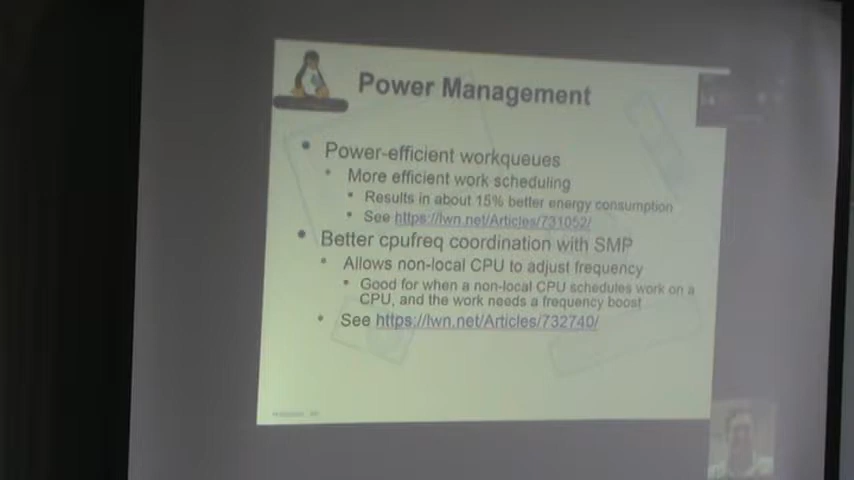 Power Management
Power-efficient workqueues
More efficient work scheduling
Results in about 15% better energy consumption
See https://lwn.net/Articles/731052/
Better cpufreq coordination with SMP
Allows non-local CPU to adjust frequency
Good for when a non-local CPU schedules work on a
CPU, and the work needs a frequency boost
See https://lwn.net/Articles/732740/